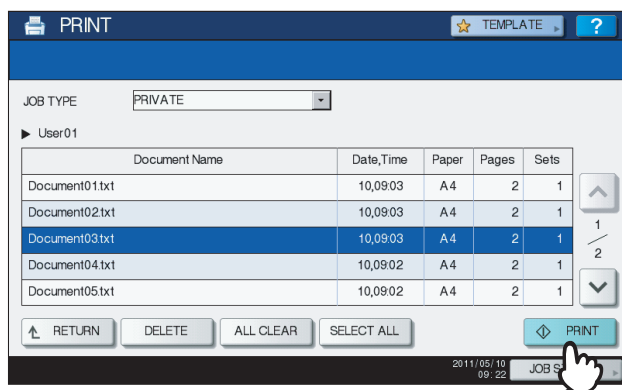 PRINT TEMPLATE ?
JOB TYPE PRIVATE
User01
Document Name Date,Time Paper Pages Sets
Document01.txt 10,09:03 A4 2 1
Document02.txt 10,09:03 A4 2 1
Document03.txt 10,09:03 A4 2 1
Document04.txt 10,09:02 A4 2 1
Document05.txt 10,09:02 A4 2 1
1
2
RETURN DELETE ALL CLEAR SELECT ALL PRINT
2011/05/10
09:22 JOB